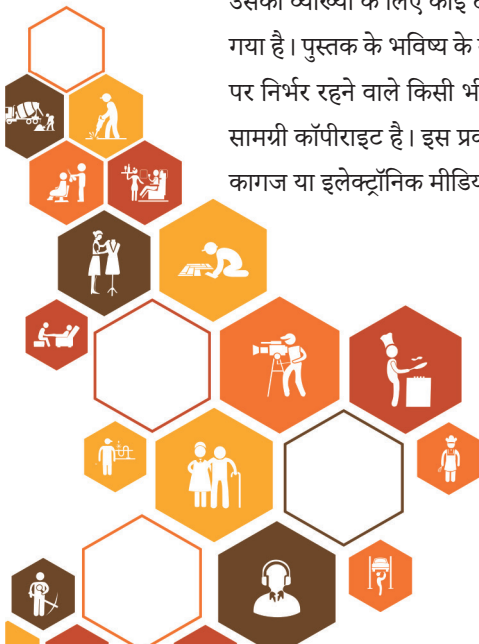 उसकी व्याख्या के लिए कोई
गया है। पुस्तक के भविष्य के
पर निर्भर रहने वाले किसी भी
सामग्री कॉपीराइट है। इस
कागज या इलेक्ट्रॉनिक